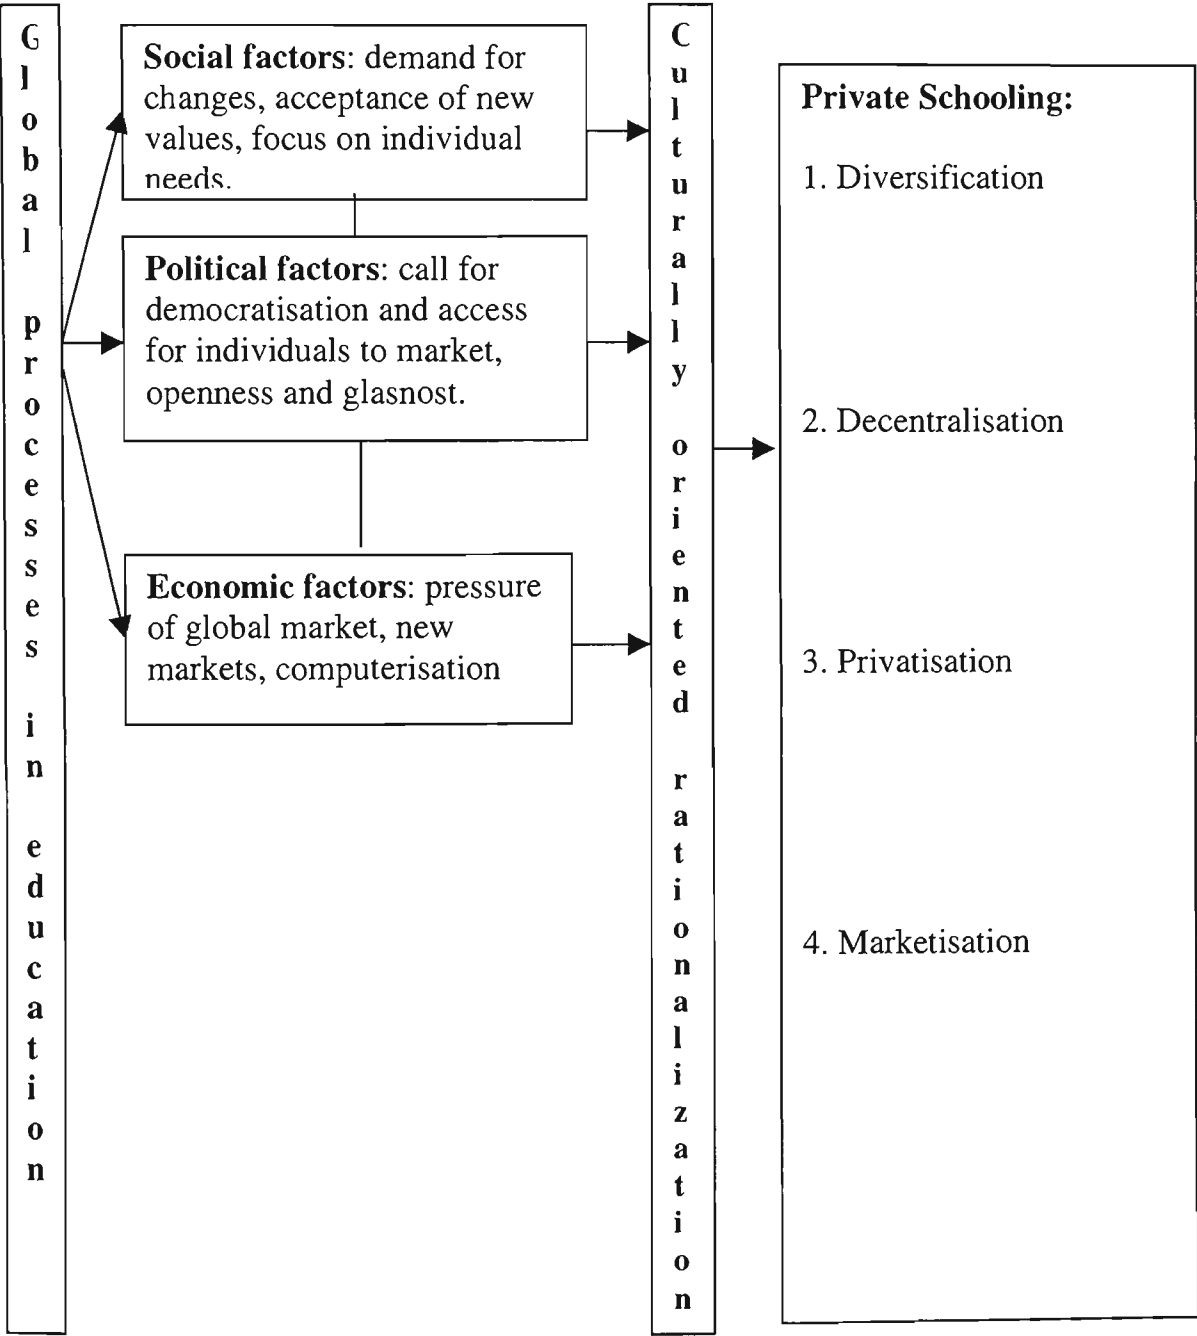 Global processes in education
Social factors: demand for
changes, acceptance of new
values, focus on individual
needs.
Political factors: call for
democratisation and access
for individuals to market,
openness and glasnost.
Economic factors: pressure
of global market, new
markets, computerisation
Culturally oriented rationalization
Private Schooling:
1. Diversification
2. Decentralisation
3. Privatisation
4. Marketisation